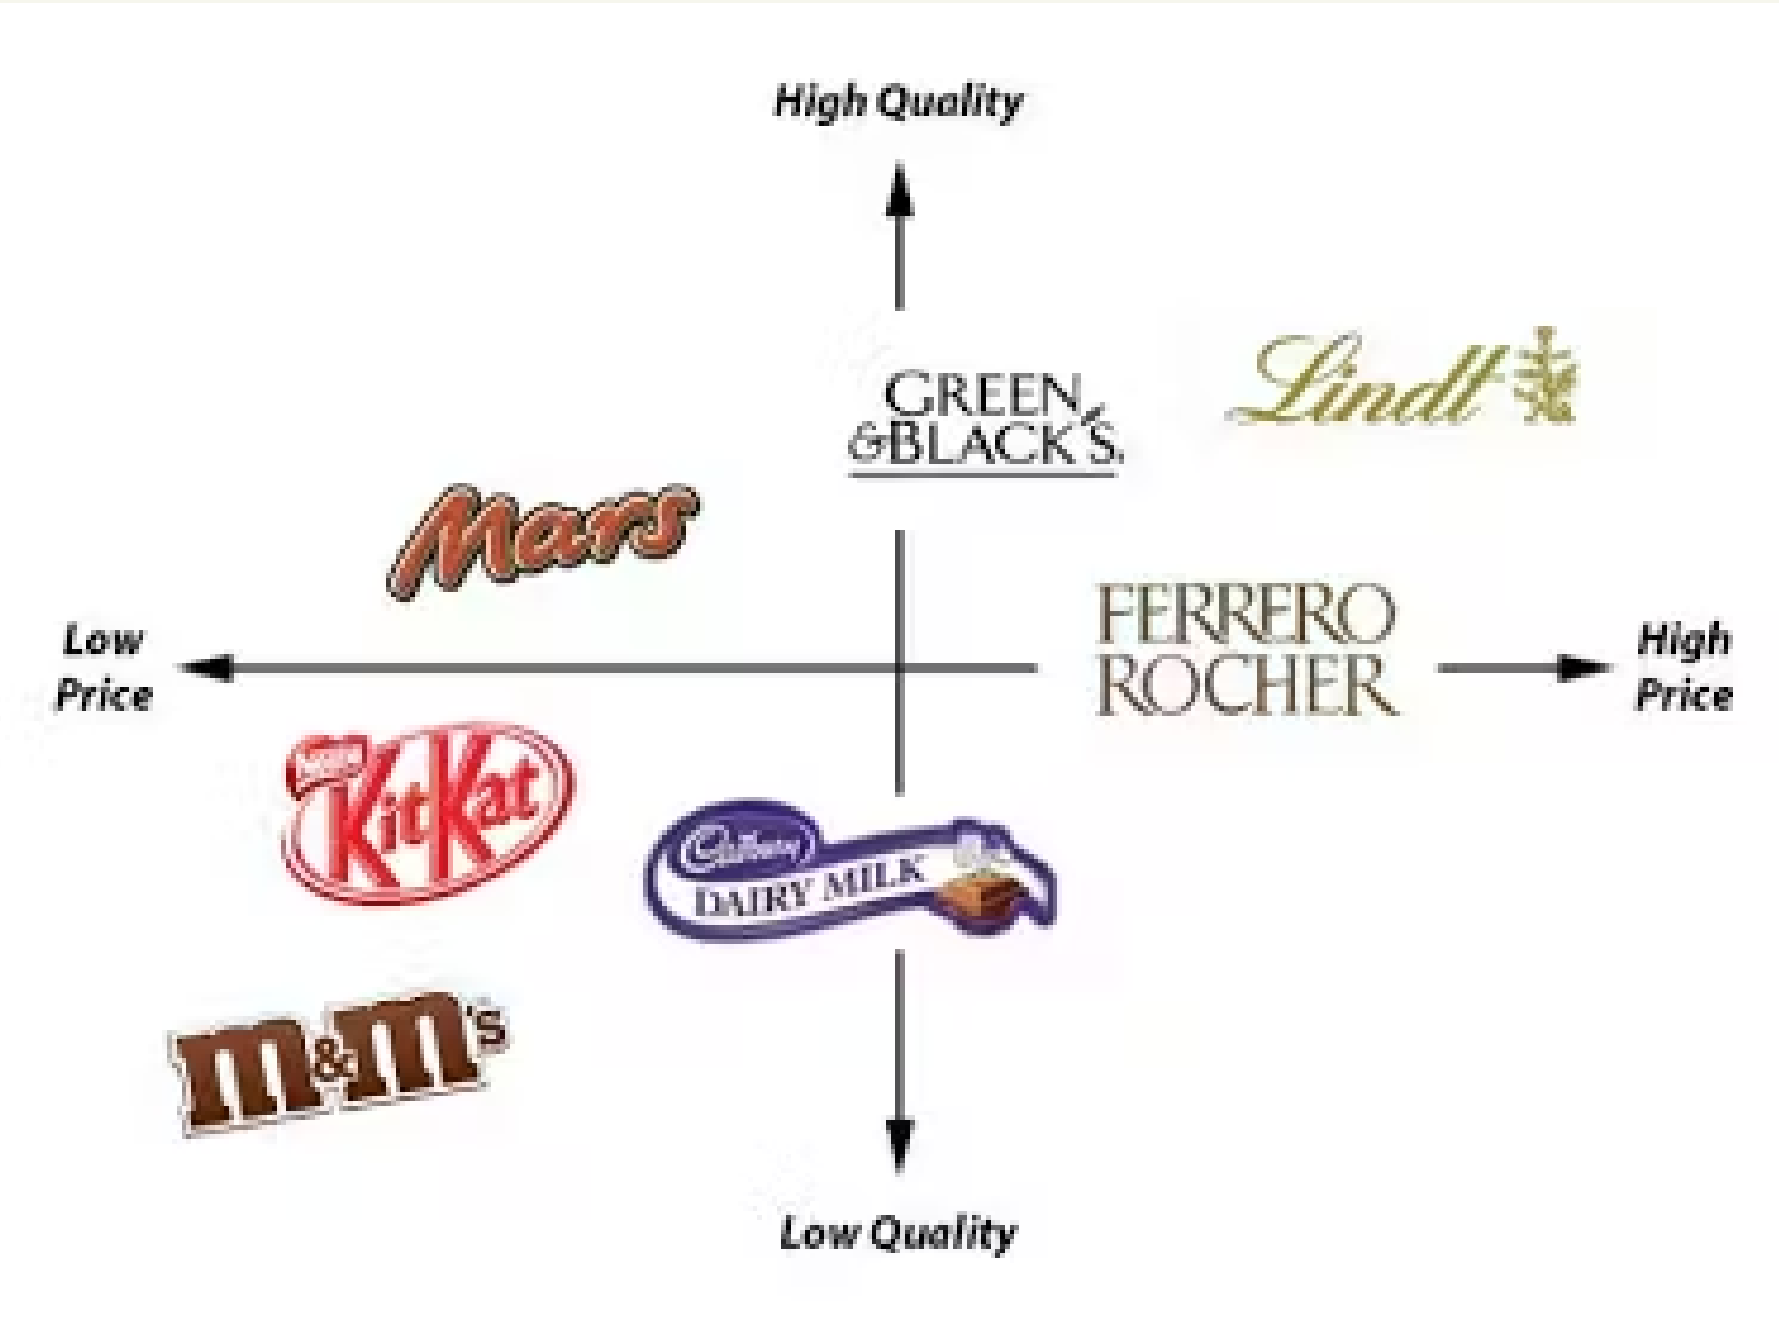 High Quality
Lindt
GREEN
&BLACK'S.
Mars
FERRERO
ROCHER
Low
Price
High
Price
KitKat
Cadbury
DAIRY MILK
m&m's
Low Quality